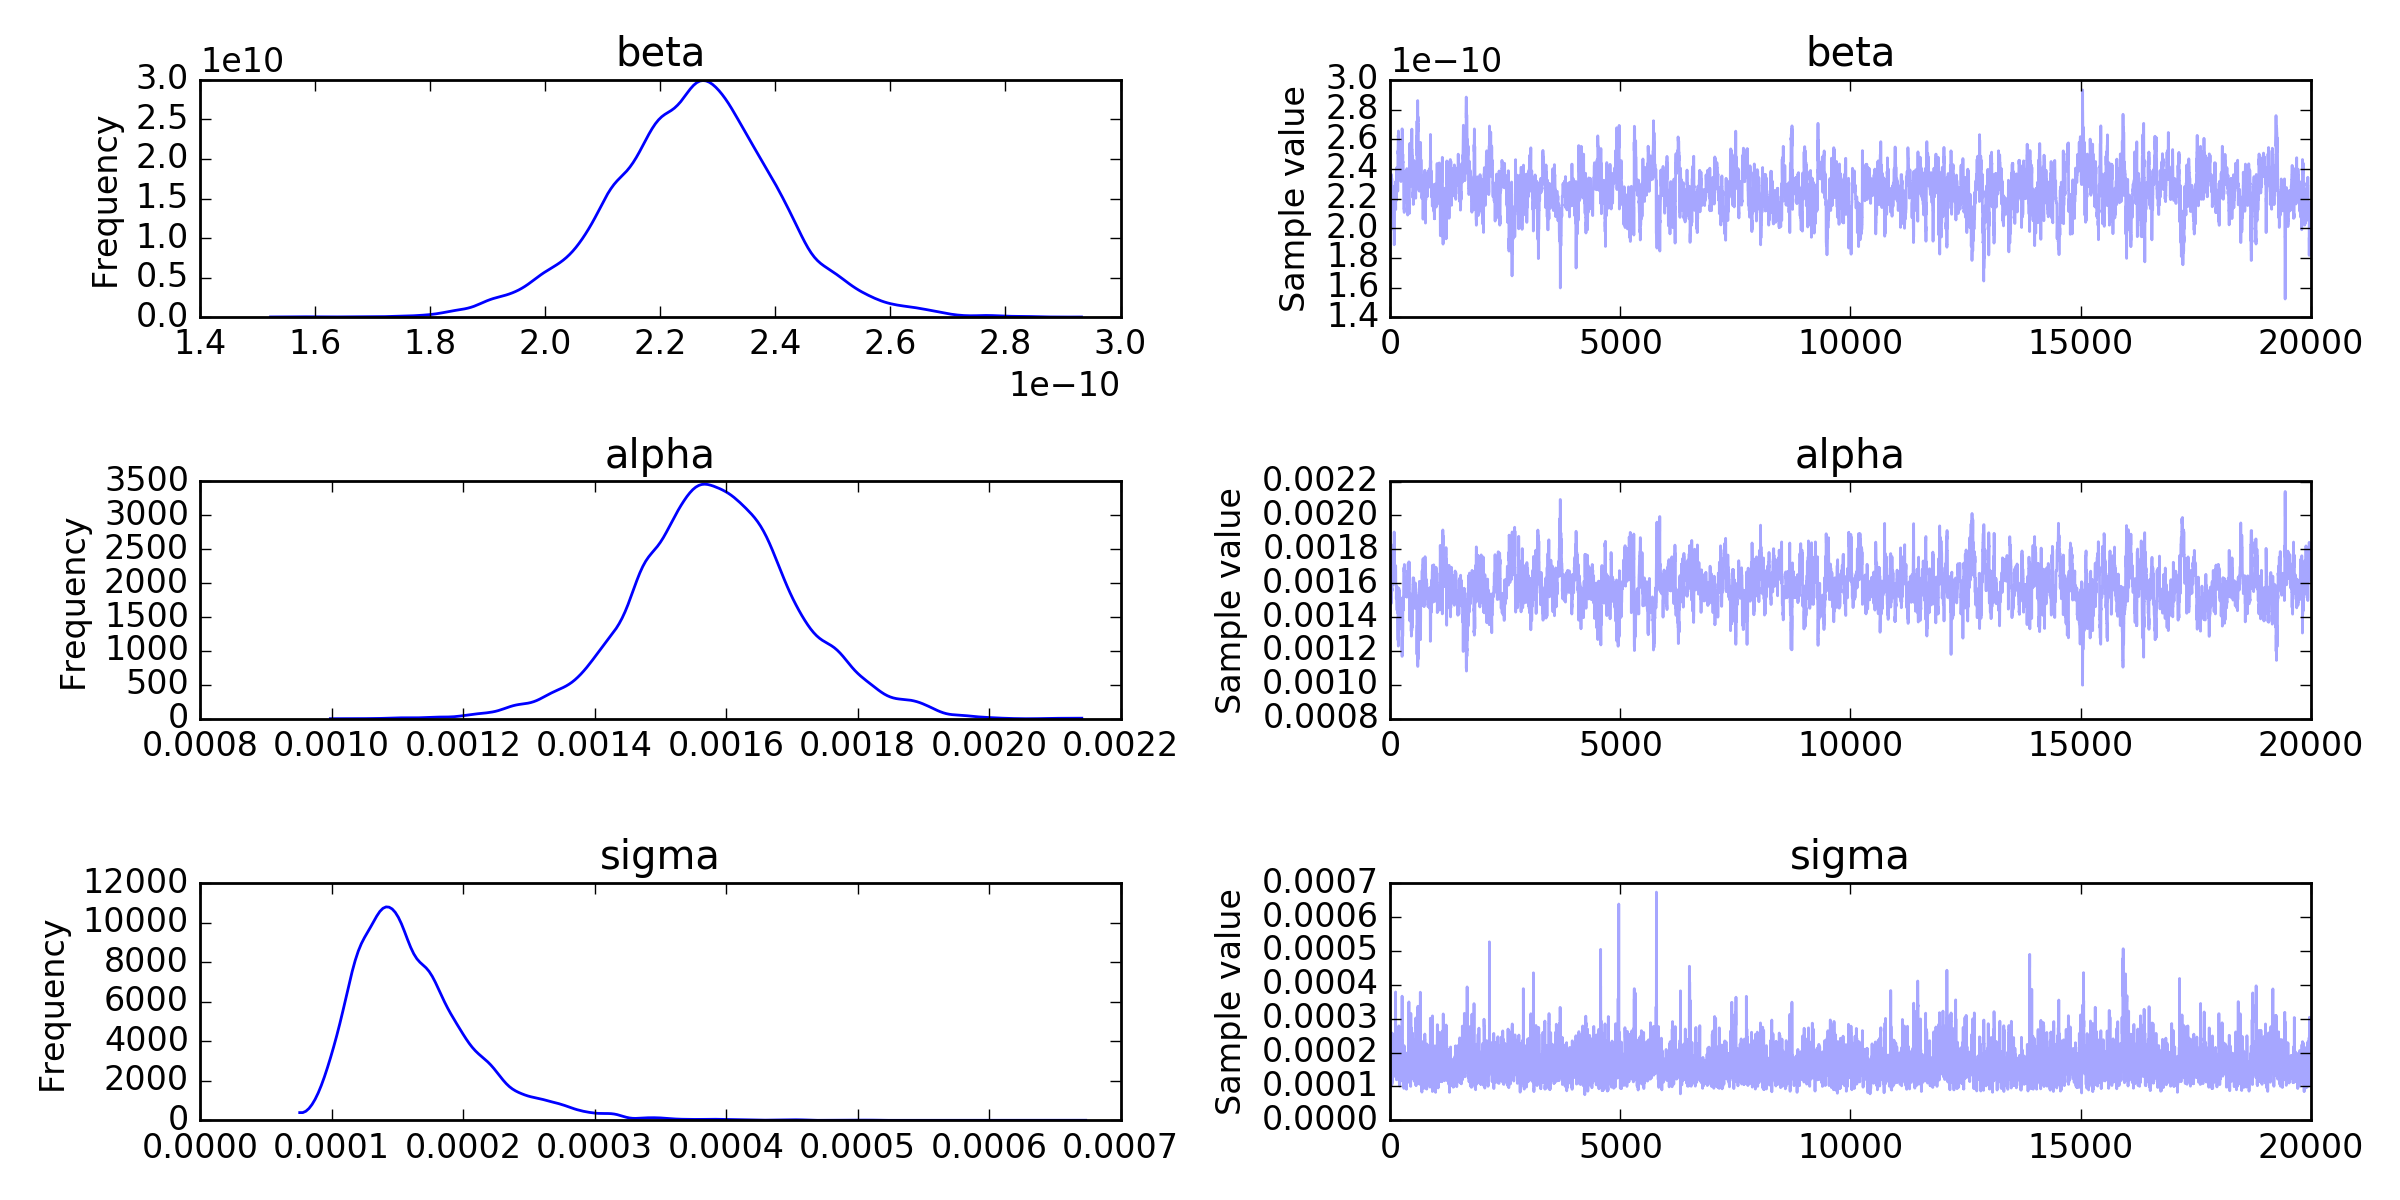 beta
1e10
3.0
2.5
2.0
1.5
1.0
0.5
0.0
Frequency
1.4 1.6 1.8 2.0 2.2 2.4 2.6 2.8 3.0
1e−10
beta
1e−10
3.0
2.8
2.6
2.4
2.2
2.0
1.8
1.6
1.4
Sample value
0 5000 10000 15000 20000
alpha
3500
3000
2500
2000
1500
1000
500
0
Frequency
0.0008 0.0010 0.0012 0.0014 0.0016 0.0018 0.0020 0.0022
alpha
0.0022
0.0020
0.0018
0.0016
0.0014
0.0012
0.0010
0.0008
Sample value
0 5000 10000 15000 20000
sigma
12000
10000
8000
6000
4000
2000
0
Frequency
0.0000 0.0001 0.0002 0.0003 0.0004 0.0005 0.0006 0.0007
sigma
0.0007
0.0006
0.0005
0.0004
0.0003
0.0002
0.0001
0.0000
Sample value
0 5000 10000 15000 20000